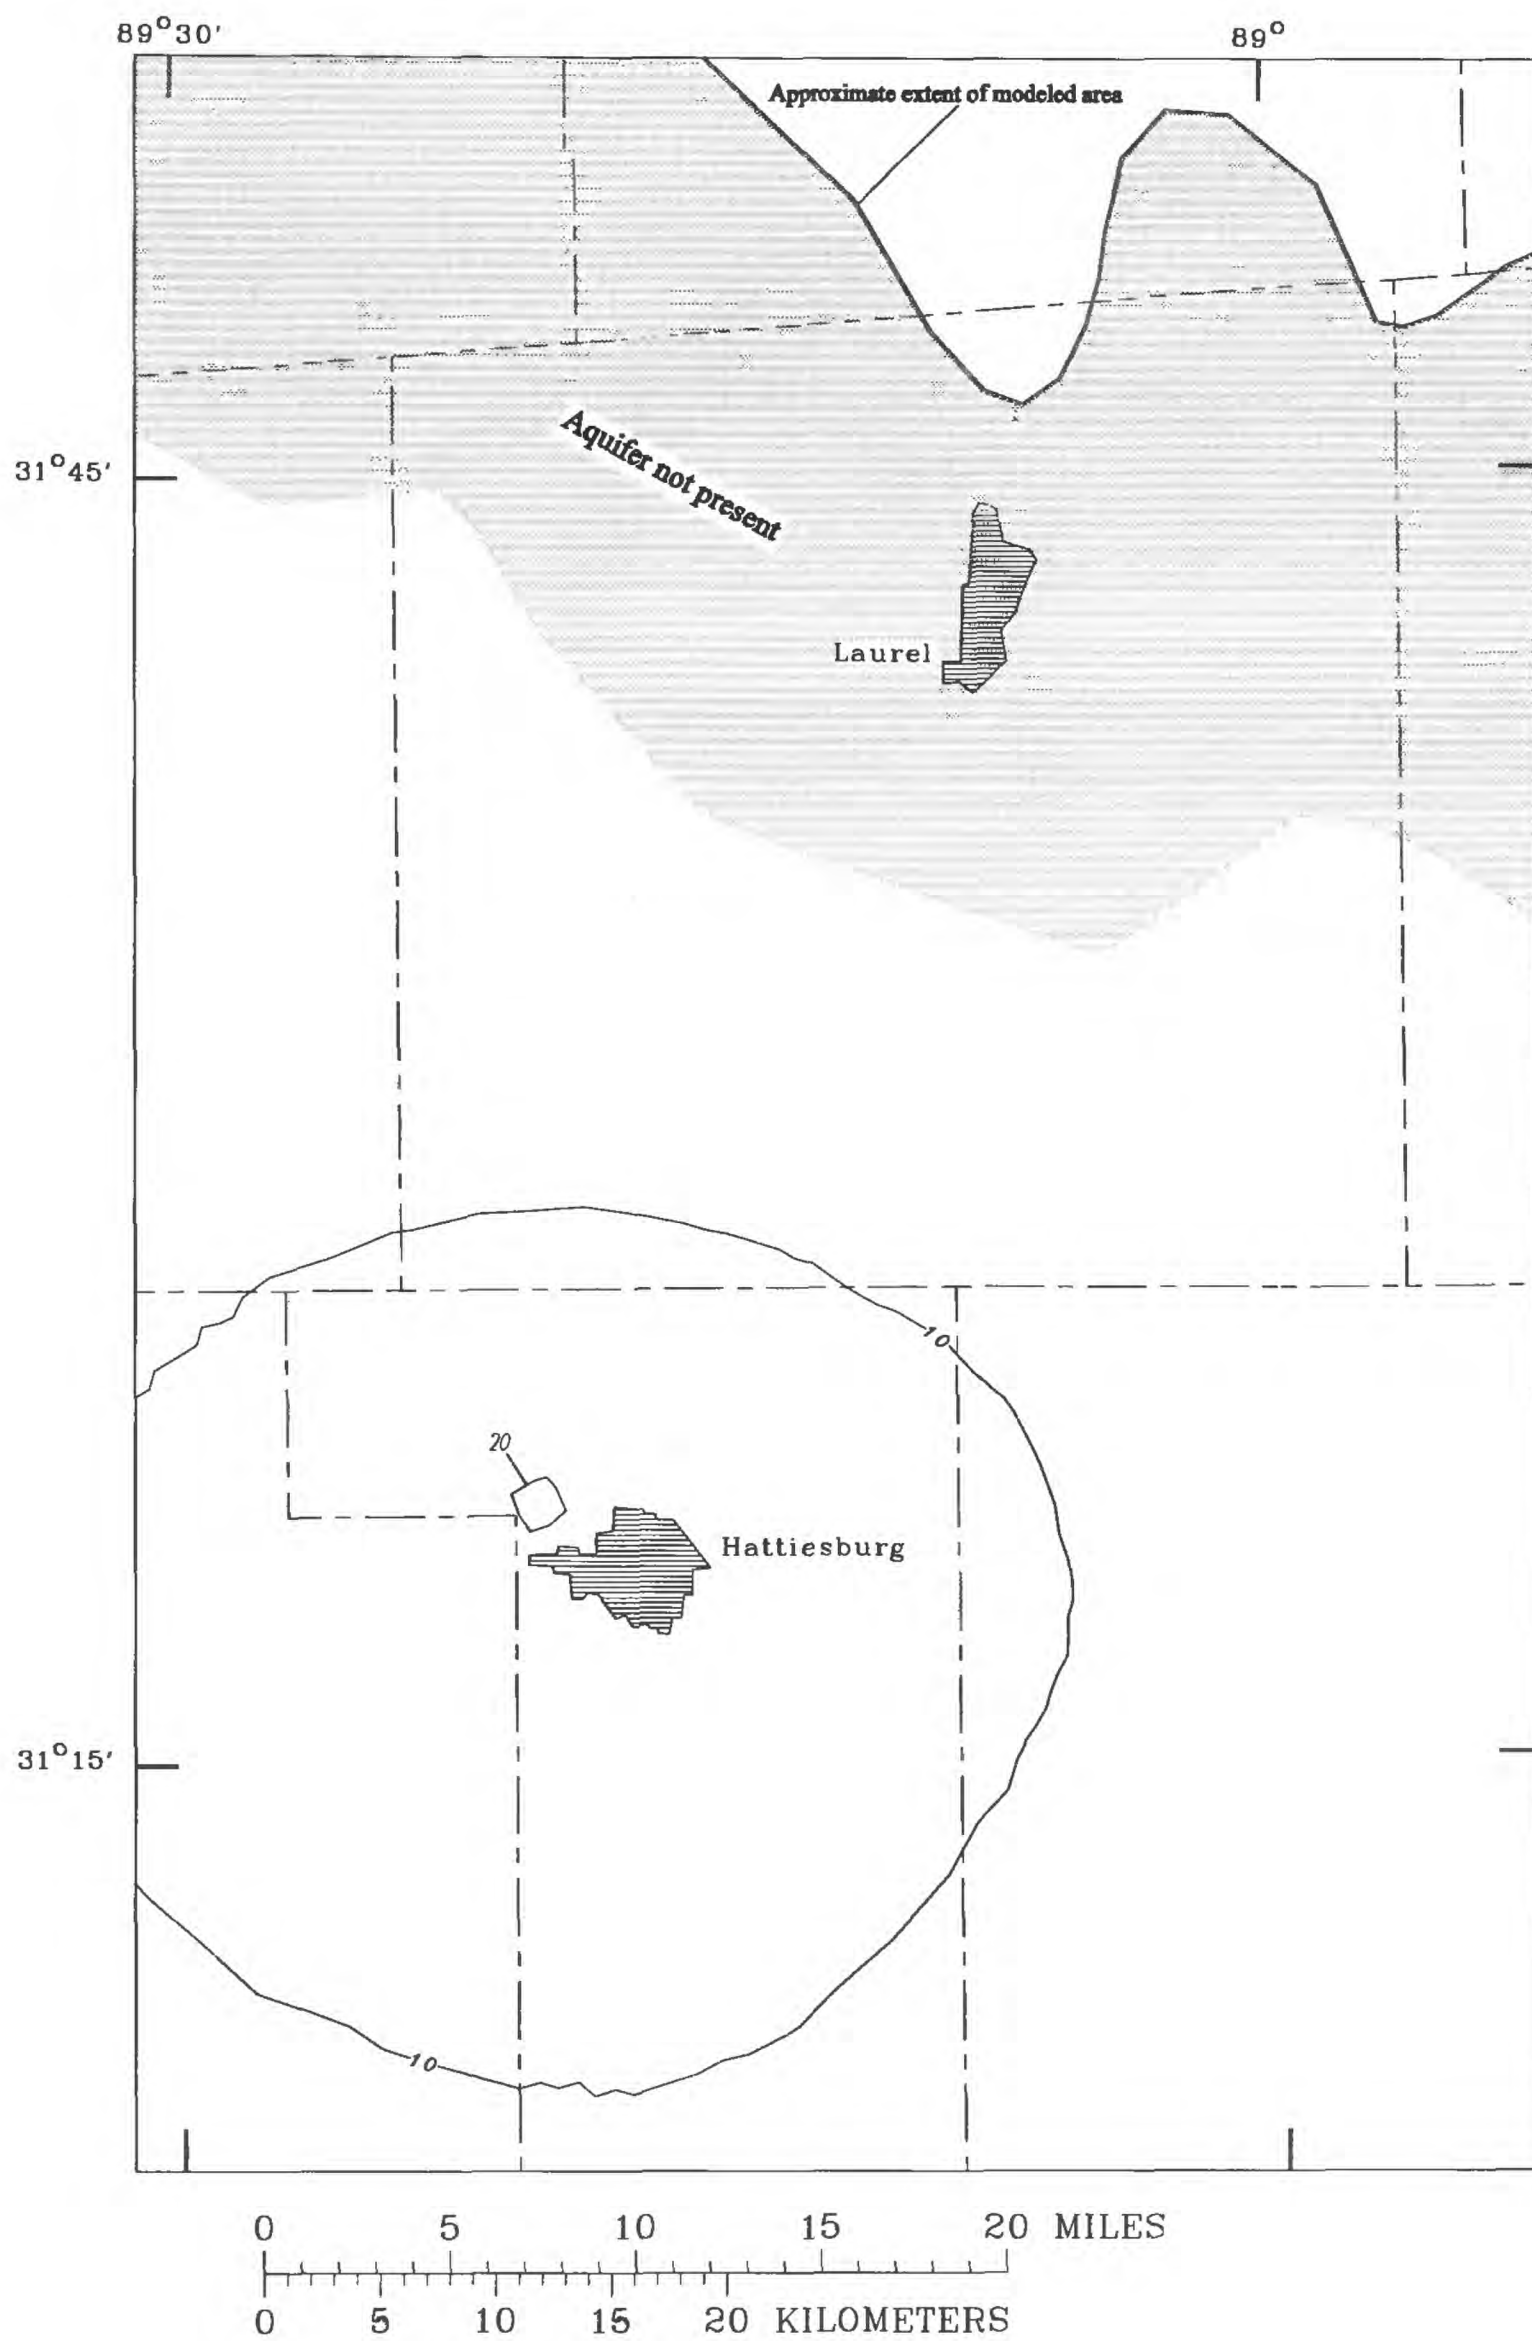 89°30'
89°
Approximate extent of modeled area
31°45'
Aquifer not present
Laurel
10
20
Hattiesburg
31°15'
10
0 5 10 15 20 MILES
0 5 10 15 20 KILOMETERS